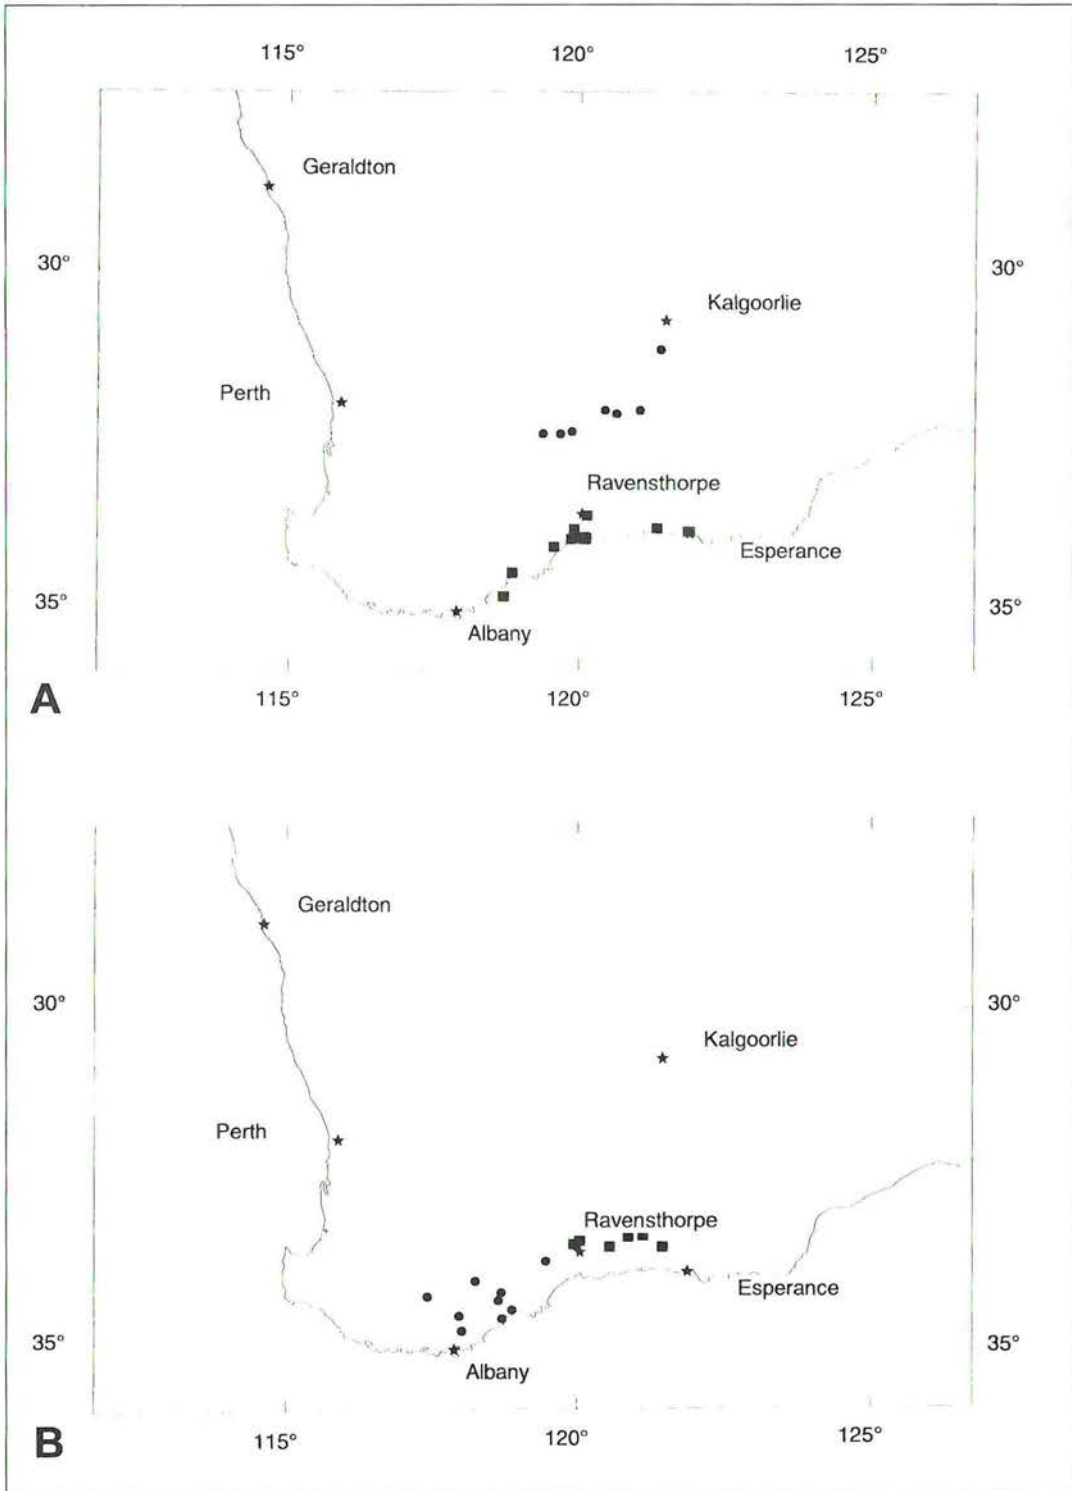 115° 120° 125°
Geraldton
30° 30°
Kalgoorlie
Perth
Ravensthorpe
Esperance
35° 35°
Albany
A
115° 120° 125°
Geraldton
30° 30°
Kalgoorlie
Perth
Ravensthorpe
Esperance
35° 35°
Albany
B
115° 120° 125°